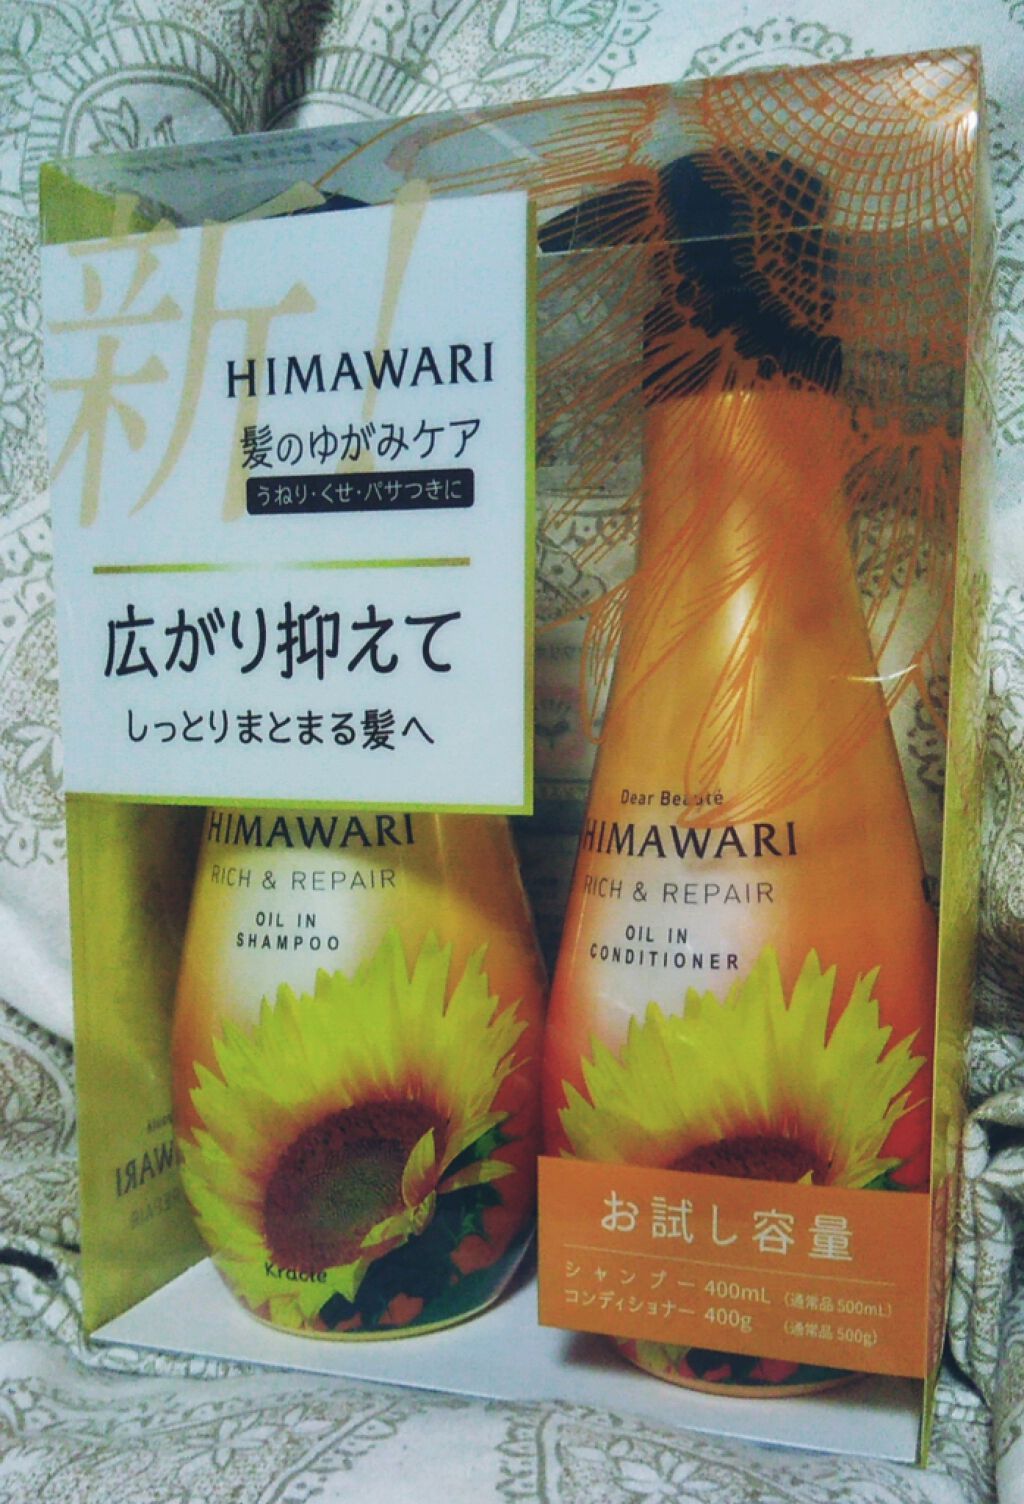 新!
HIMAWARI
髪のゆがみケア
うねり・くせ・パサつきに
広がり抑えて
しっとりまとまる髪へ
HIMAWARI
RICH & REPAIR
OIL IN
SHAMPOO
Kracie
Dear Beauté
HIMAWARI
RICH & REPAIR
OIL IN
CONDITIONER
お試し容量
シャンプー 400mL (通常品 500mL)
コンディショナー 400g (通常品 500g)